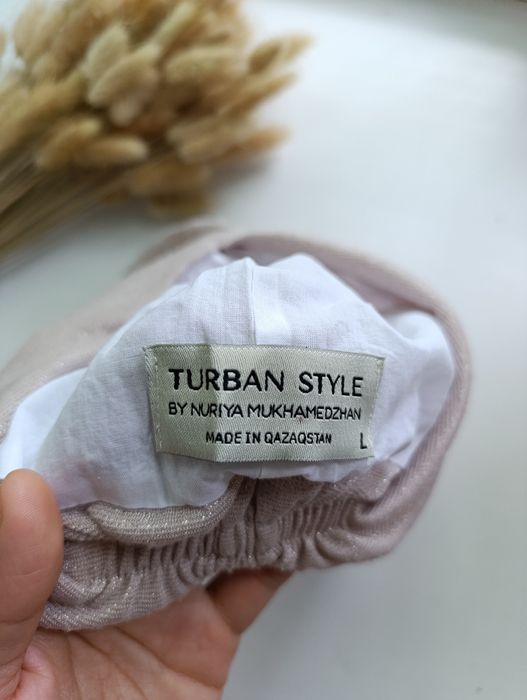 TURBAN STYLE
BY NURIYA MUKHAMEDZHAN
MADE IN QAZAQSTAN L